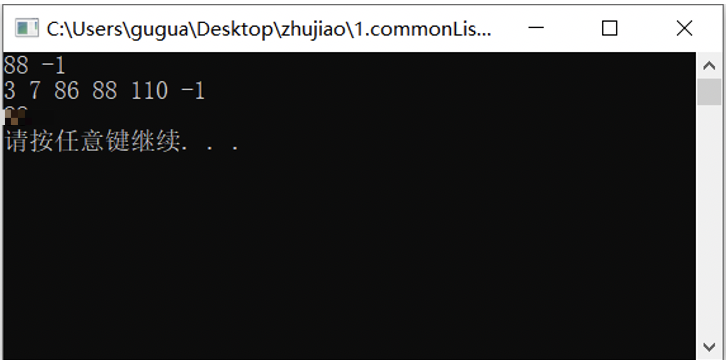 C:\Users\gugua\Desktop\zhujiao\1.commonLis...
88 -1
3 7 86 88 110 -1
请按任意键继续. . .